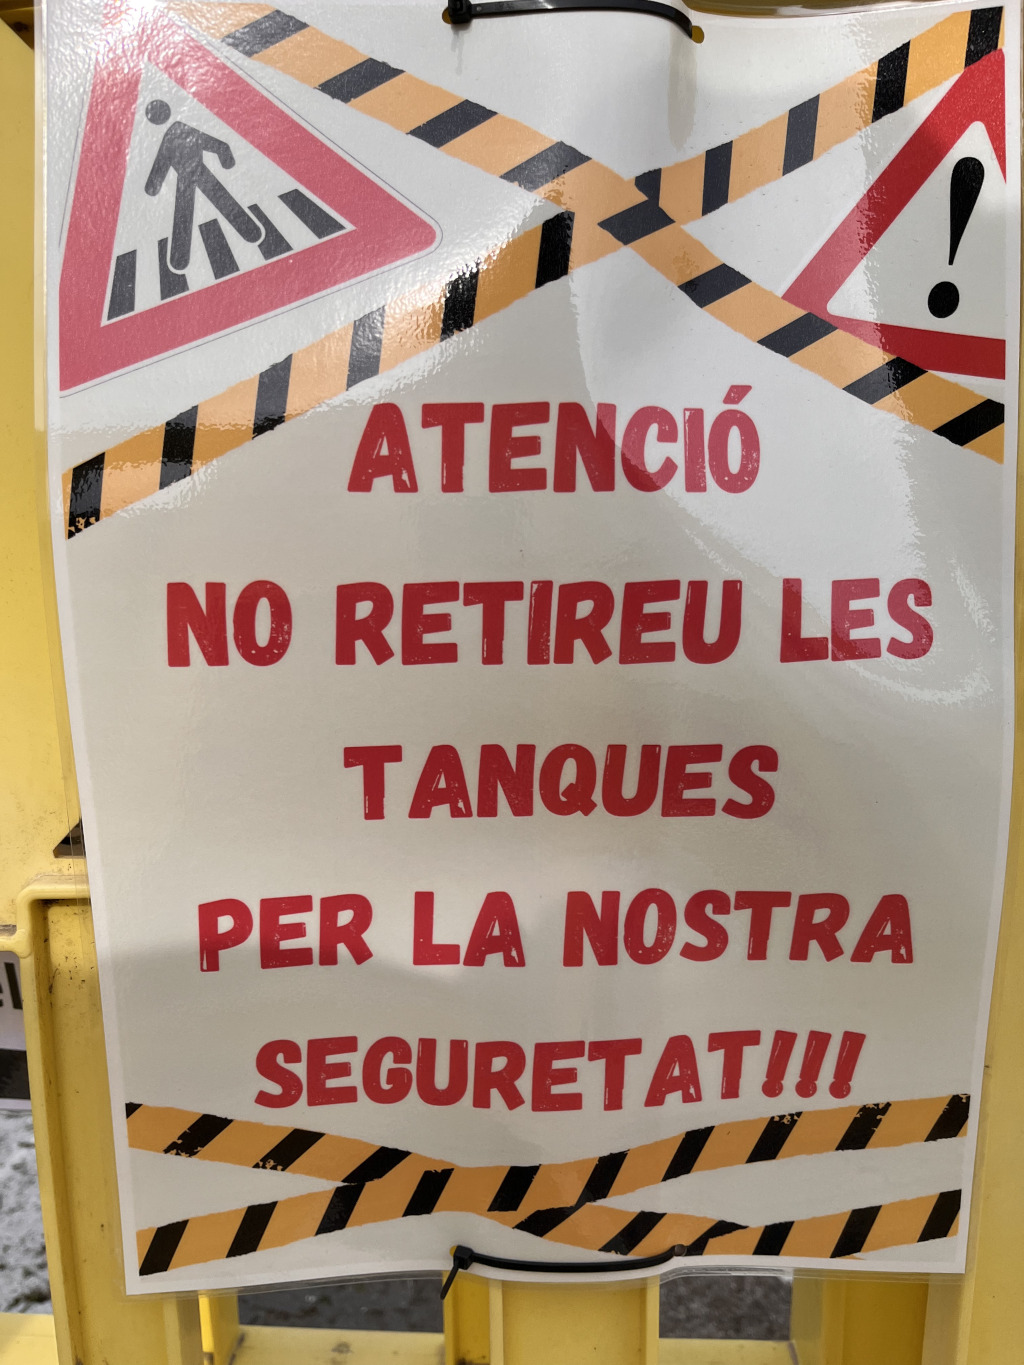 ATENCIÓ
NO RETIREU LES
TANQUES
PER LA NOSTRA
SEGURETAT!!!